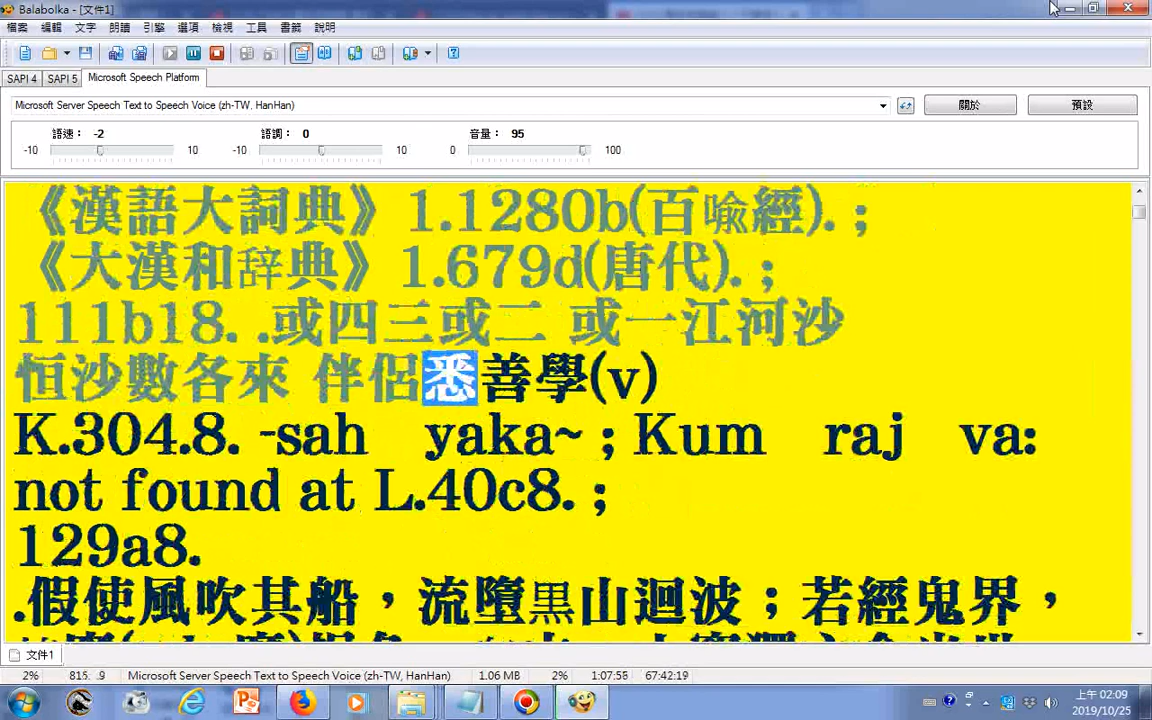 Balabolka - [文件1]
檔案 編輯 文字 朗讀 引擎 選項 檢視 工具 書籤 說明
SAPI 4 SAPI 5 Microsoft Speech Platform
Microsoft Server Speech Text to Speech Voice (zh-TW, HanHan) 關於 預設
語速： -2 語調： 0 音量： 95
-10 10 -10 10 0 100
《漢語大詞典》 1.1280b(百喻經). ;
《大漢和辞典》 1.679d(唐代). ;
111b18. .或四三或二 或一江河沙
恒沙數各來 伴侶悉善學(v)
K.304.8. -sah yaka~ ; Kum raj va:
not found at L.40c8. ;
129a8.
.假使風吹其船，流墮黒山迴波；若經鬼界，
文件1
2% 815. .9 Microsoft Server Speech Text to Speech Voice (zh-TW, HanHan) 1.06 MB 2% 1:07:58 67:42:19
上午 02:09
2019/10/25